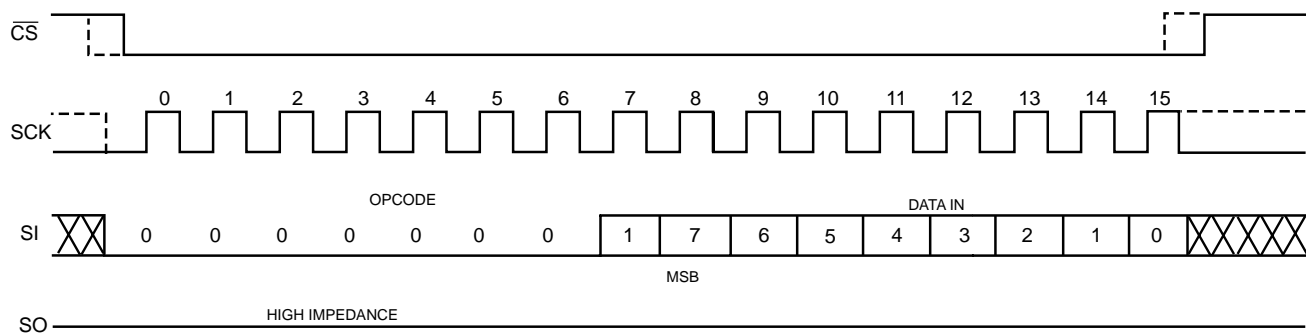 CS
0 1 2 3 4 5 6 7 8 9 10 11 12 13 14 15
SCK
OPCODE DATA IN
SI 0 0 0 0 0 0 0 1 7 6 5 4 3 2 1 0
MSB
HIGH IMPEDANCE
SO